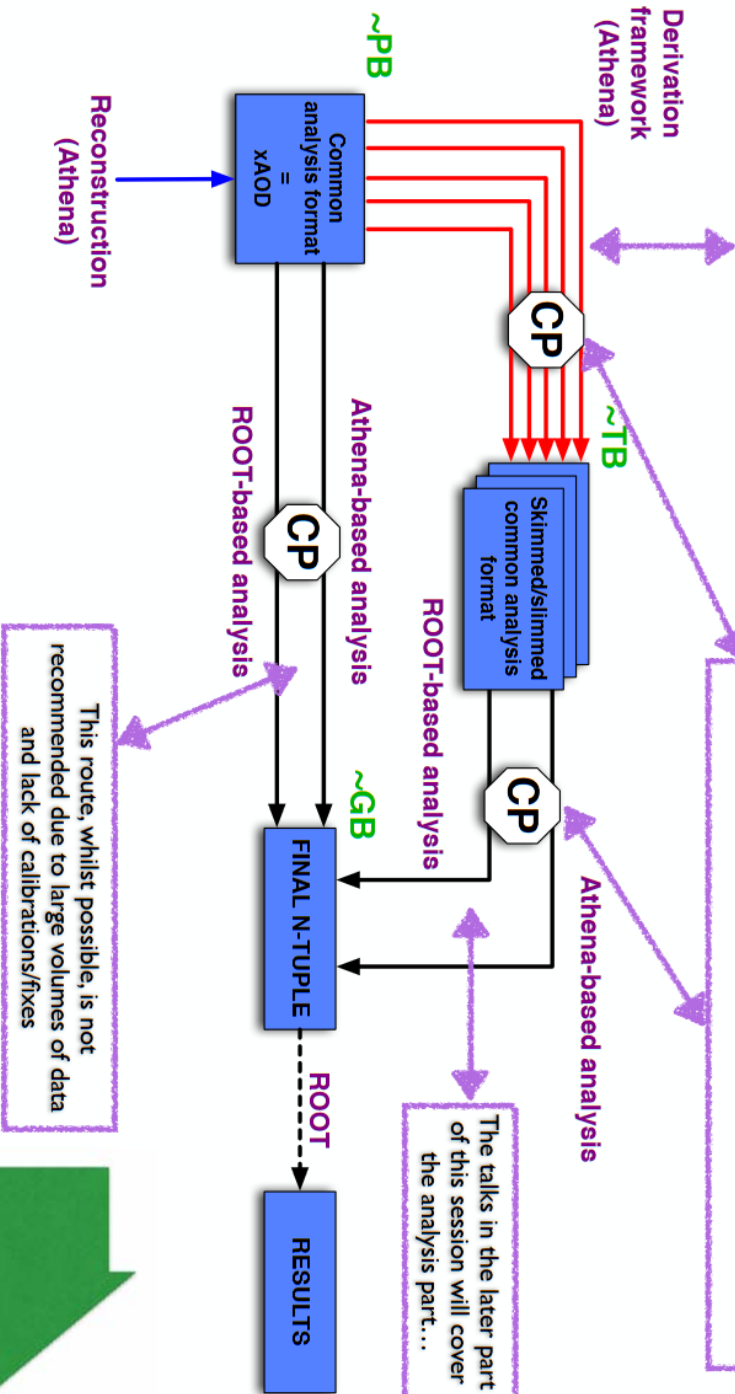 Derivation
framework
(Athena)
~PB
Common
analysis format
=
xAOD
Reconstruction
(Athena)
CP
~TB
Skimmed/slimmed
common analysis
format
Athena-based analysis
CP
ROOT-based analysis
ROOT-based analysis
CP
Athena-based analysis
~GB
FINAL N-TUPLE
ROOT
RESULTS
The talks in the later part
of this session will cover
the analysis part...
This route, whilst possible, is not
recommended due to large volumes of data
and lack of calibrations/fixes